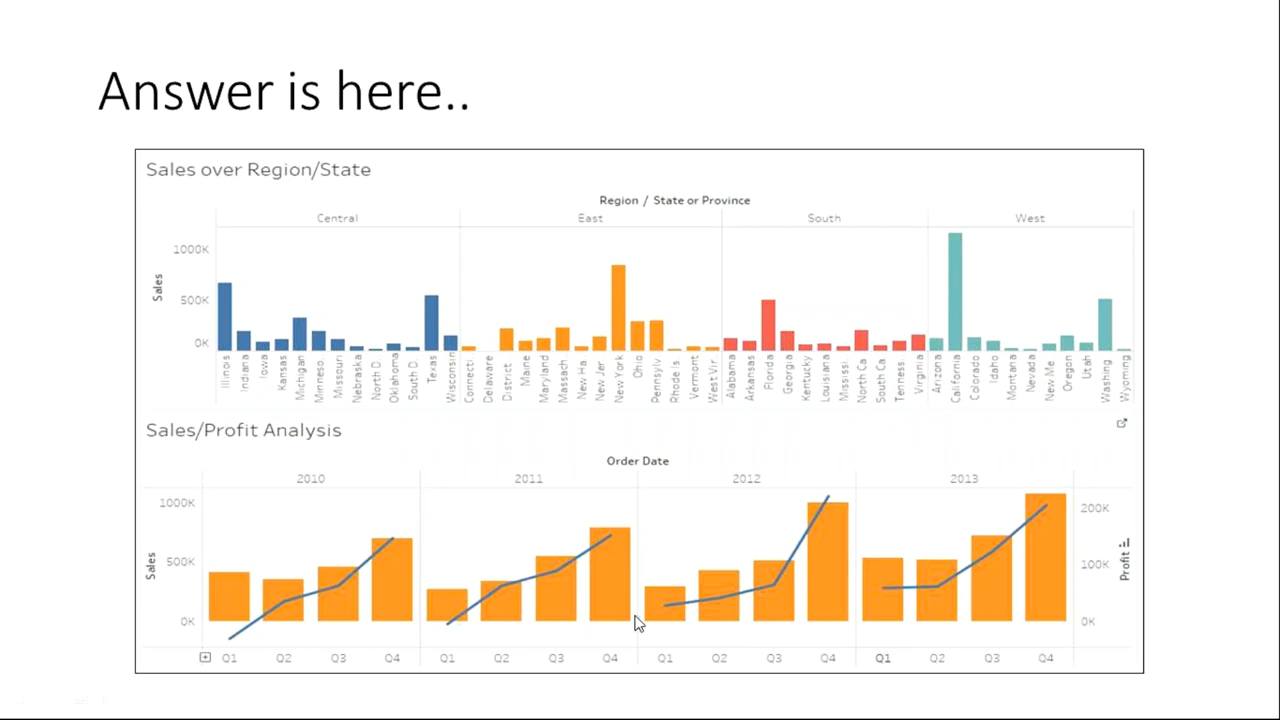 Answer is here..
Sales over Region/State
Region / State or Province
Central East South West
1000K
500K
0K
Sales
Illinois Indiana Iowa Kansas Michigan Minneso. Missouri Nebraska North D. Oklahoma South D. Texas Wisconsin Connecti. Delaware District . Maine Maryland Massach. New Ha. New Jer New York Ohio Pennsylv. Rhode Is Vermont West Vir. Alabama Arkansas Florida Georgia Kentucky Louisiana Mississi. North Ca South Ca Tenness. Virginia Arizona California Colorado Idaho Montana Nevada New Me. Oregon Utah Washing. Wyoming
Sales/Profit Analysis
Order Date
2010 2011 2012 2013
1000K
500K
0K
Sales
200K
100K
0K
Profit
Q1 Q2 Q3 Q4 Q1 Q2 Q3 Q4 Q1 Q2 Q3 Q4 Q1 Q2 Q3 Q4